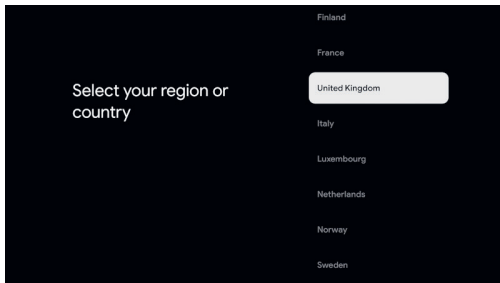 Select your region or
country
Finland
France
United Kingdom
Italy
Luxembourg
Netherlands
Norway
Sweden